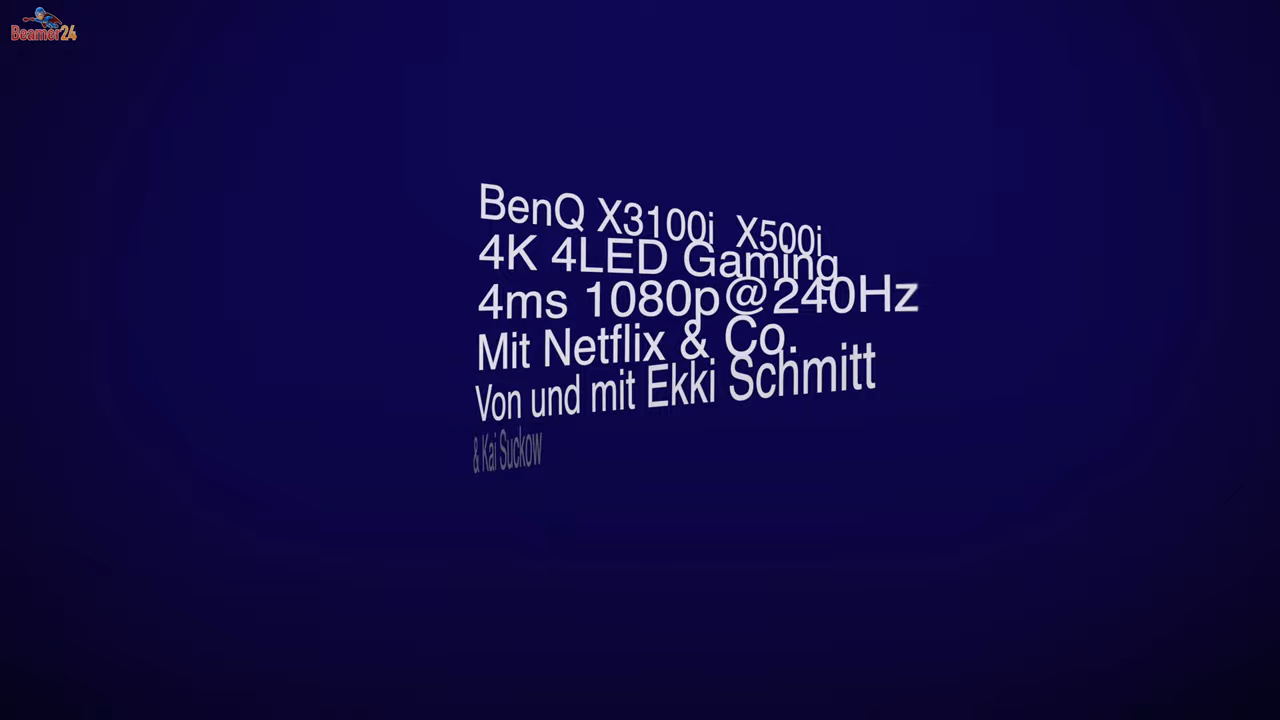 Beamer24
BenQ X3100i X500i
4K 4LED Gaming
4ms 1080p@240Hz
Mit Netflix & Co.
Von und mit Ekki Schmitt
& Kai Suckow